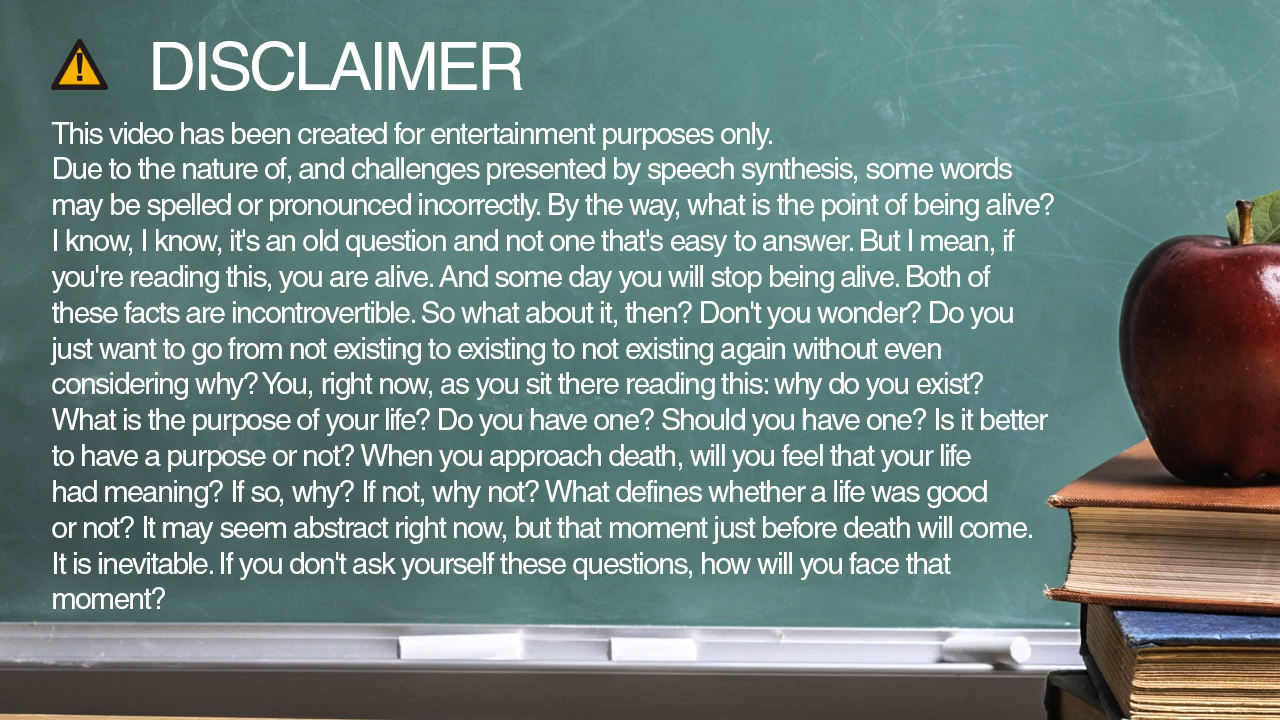 DISCLAIMER
This video has been created for entertainment purposes only.
Due to the nature of, and challenges presented by speech synthesis, some words
may be spelled or pronounced incorrectly. By the way, what is the point of being alive?
I know, I know, it's an old question and not one that's easy to answer. But I mean, if
you're reading this, you are alive. And some day you will stop being alive. Both of
these facts are incontrovertible. So what about it, then? Don't you wonder? Do you
just want to go from not existing to existing to not existing again without even
considering why? You, right now, as you sit there reading this: why do you exist?
What is the purpose of your life? Do you have one? Should you have one? Is it better
to have a purpose or not? When you approach death, will you feel that your life
had meaning? If so, why? If not, why not? What defines whether a life was good
or not? It may seem abstract right now, but that moment just before death will come.
It is inevitable. If you don't ask yourself these questions, how will you face that
moment?